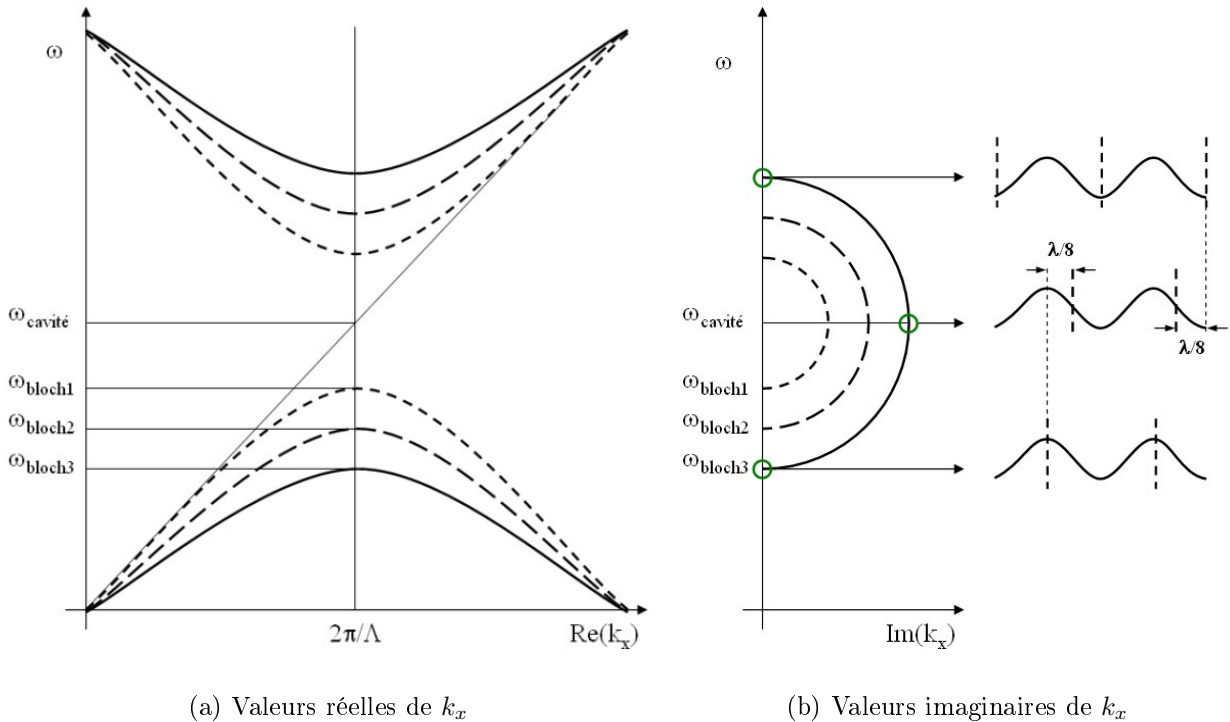 ω
ω_cavité
ω_bloch1
ω_bloch2
ω_bloch3
2π/Λ
Re(k_x)
(a) Valeurs réelles de k_x
ω
ω_cavité
ω_bloch1
ω_bloch2
ω_bloch3
Im(k_x)
λ/8
λ/8
(b) Valeurs imaginaires de k_x